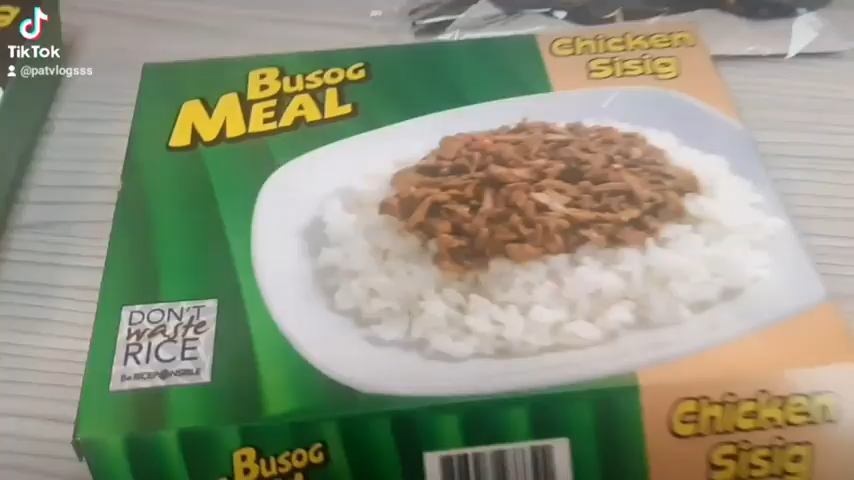 TikTok
@patvlogsss
Busog
MEAL
Chicken
Sisig
DON'T
waste
RICE
Be RICEPONSIBLE
Chicken
Sisig
Busog